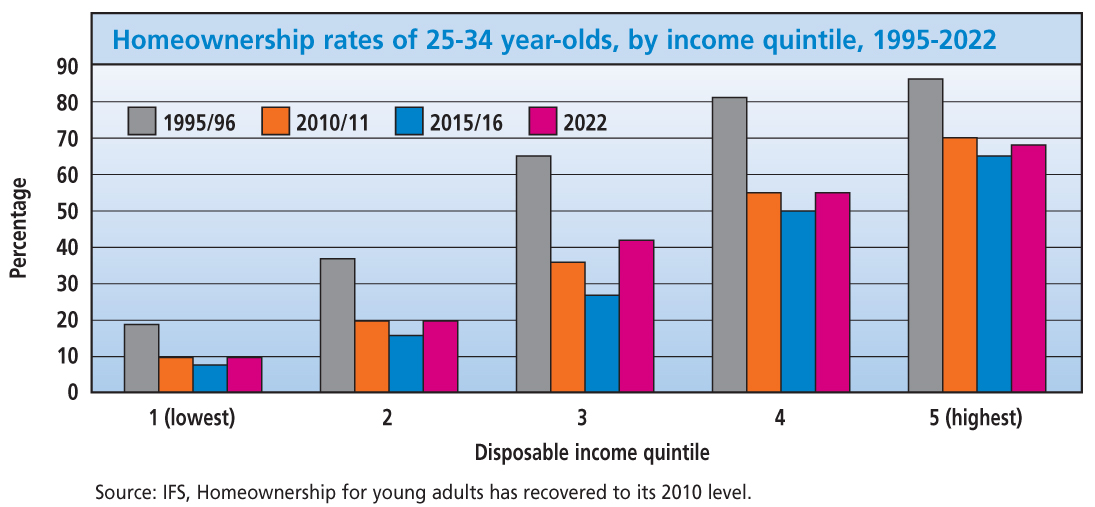 Homeownership rates of 25-34 year-olds, by income quintile, 1995-2022
90
80
70
60
50
40
30
20
10
0
Percentage
1995/96 2010/11 2015/16 2022
1 (lowest) 2 3 4 5 (highest)
Disposable income quintile
Source: IFS, Homeownership for young adults has recovered to its 2010 level.